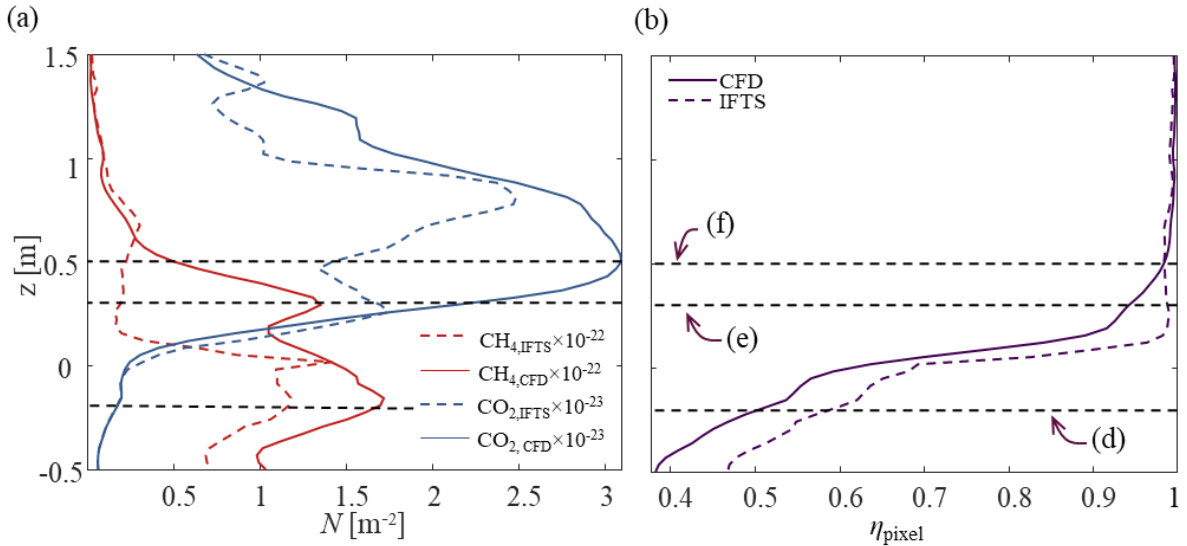 (a)
1.5
1
0.5
0
-0.5
z [m]
0.5
1
1.5
2
2.5
3
N [m-2]
CH4,IFTS×10-22
CH4,CFD×10-22
CO2,IFTS×10-23
CO2, CFD×10-23
(b)
CFD
IFTS
(f)
(e)
(d)
0.4
0.5
0.6
0.7
0.8
0.9
1
ηpixel